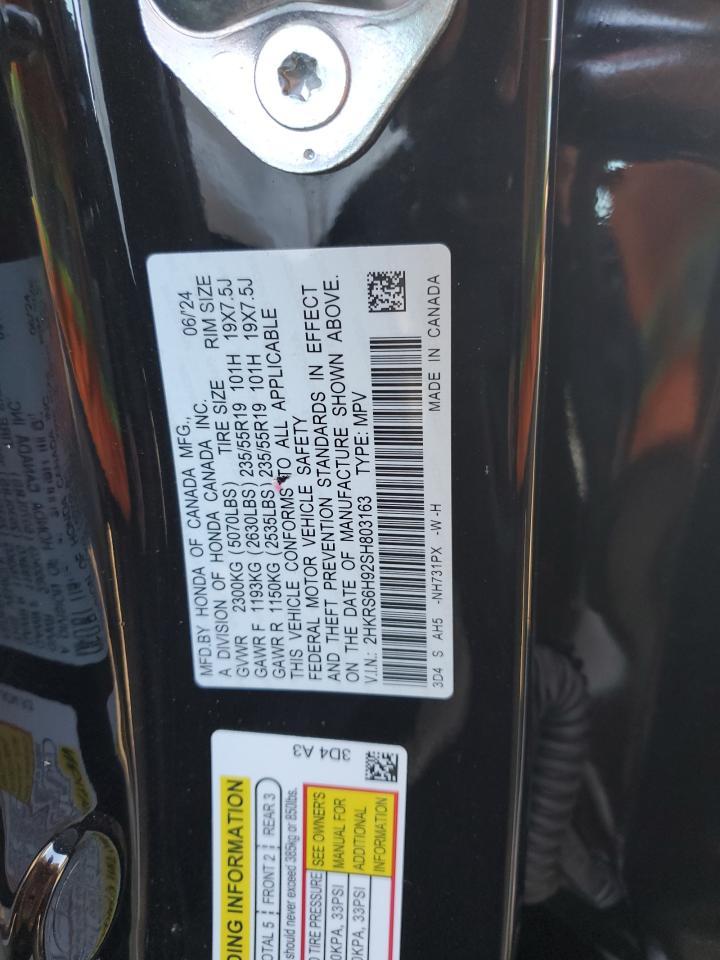 MFD.BY HONDA OF CANADA MFG., 06/24
A DIVISION OF HONDA CANADA INC.
TIRE SIZE RIM SIZE
GVWR 2300KG (5070LBS)
GAWR F 1193KG (2630LBS) 235/55R19 101H 19X7.5J
GAWR R 1150KG (2535LBS) 235/55R19 101H 19X7.5J
THIS VEHICLE CONFORMS TO ALL APPLICABLE
FEDERAL MOTOR VEHICLE SAFETY
AND THEFT PREVENTION STANDARDS IN EFFECT
ON THE DATE OF MANUFACTURE SHOWN ABOVE.
V.I.N.: 2HKRS6H92SH803163 TYPE: MPV
3D4 S AH5 -NH731PX -W-H MADE IN CANADA
3D4 A3
INFORMATION
5 FRONT 2 REAR 3
should never exceed 385kg or 850lbs.
TIRE PRESSURE SEE OWNER'S
MANUAL FOR
33PSI ADDITIONAL
33PSI INFORMATION